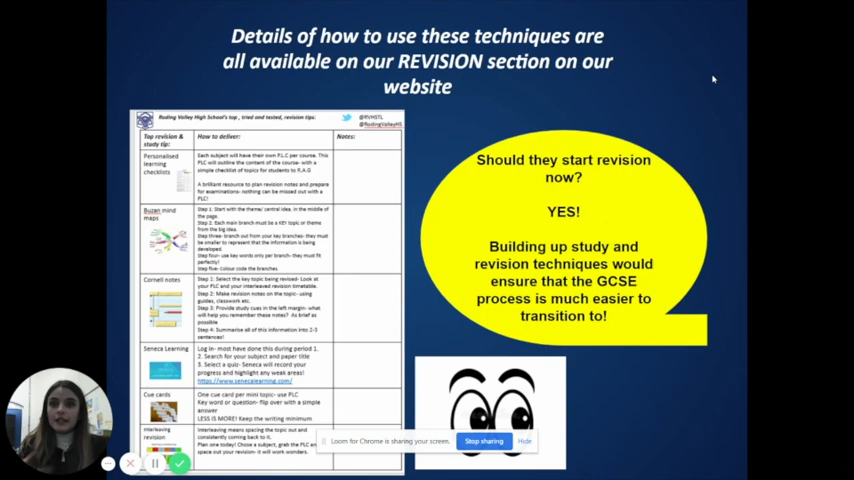 Details of how to use these techniques are
all available on our REVISION section on our
website
Roding Valley High School's top , tried and tested, revision tips:
@RVHSTL
@RodingValleyHS
Top revision &
study tip:
How to deliver:
Notes:
Personalised
learning
checklists
Each subject will have their own P.L.C per course. This
PLC will outline the content of the course- with a
simple checklist of topics for students to R.A.G
A brilliant resource to plan revision notes and prepare
for examinations- nothing can be missed out with a
PLC!
Buzan mind
maps
Step 1: Start with the theme/ central idea, in the middle of
the page.
Step 2: Each main branch must be a KEY topic or theme
from the big idea.
Step three- branch out from your key branches- they must
be smaller to represent that the information is being
developed.
Step four- use key words only per branch- they must fit
perfectly!
Step five- Colour code the branches.
Cornell notes
Step 1: Select the key topic being revised- Look at
your PLC and your interleaved revision timetable.
Step 2: Make revision notes on the topic- using
guides, classwork etc.
Step 3: Provide study cues in the left margin- what
will help you remember these notes? As brief as
possible
Step 4: Summarise all of this information into 2-3
sentences!
Seneca Learning
Log in- most have done this during period 1.
2. Search for your subject and paper title
3. Select a quiz- Seneca will record your
progress and highlight any weak areas!
https://www.senecalearning.com/
Cue cards
One cue card per mini topic- use PLC
Key word or question- flip over with a simple
answer
LESS IS MORE! Keep the writing minimum
Interleaving
revision
Interleaving means spacing the topic out and
consistently coming back to it.
Plan one today! Chose a subject, grab the PLC an
space out your revision- it will work wonders.
Should they start revision
now?
YES!
Building up study and
revision techniques would
ensure that the GCSE
process is much easier to
transition to!
Loom for Chrome is sharing your screen.
Stop sharing
Hide